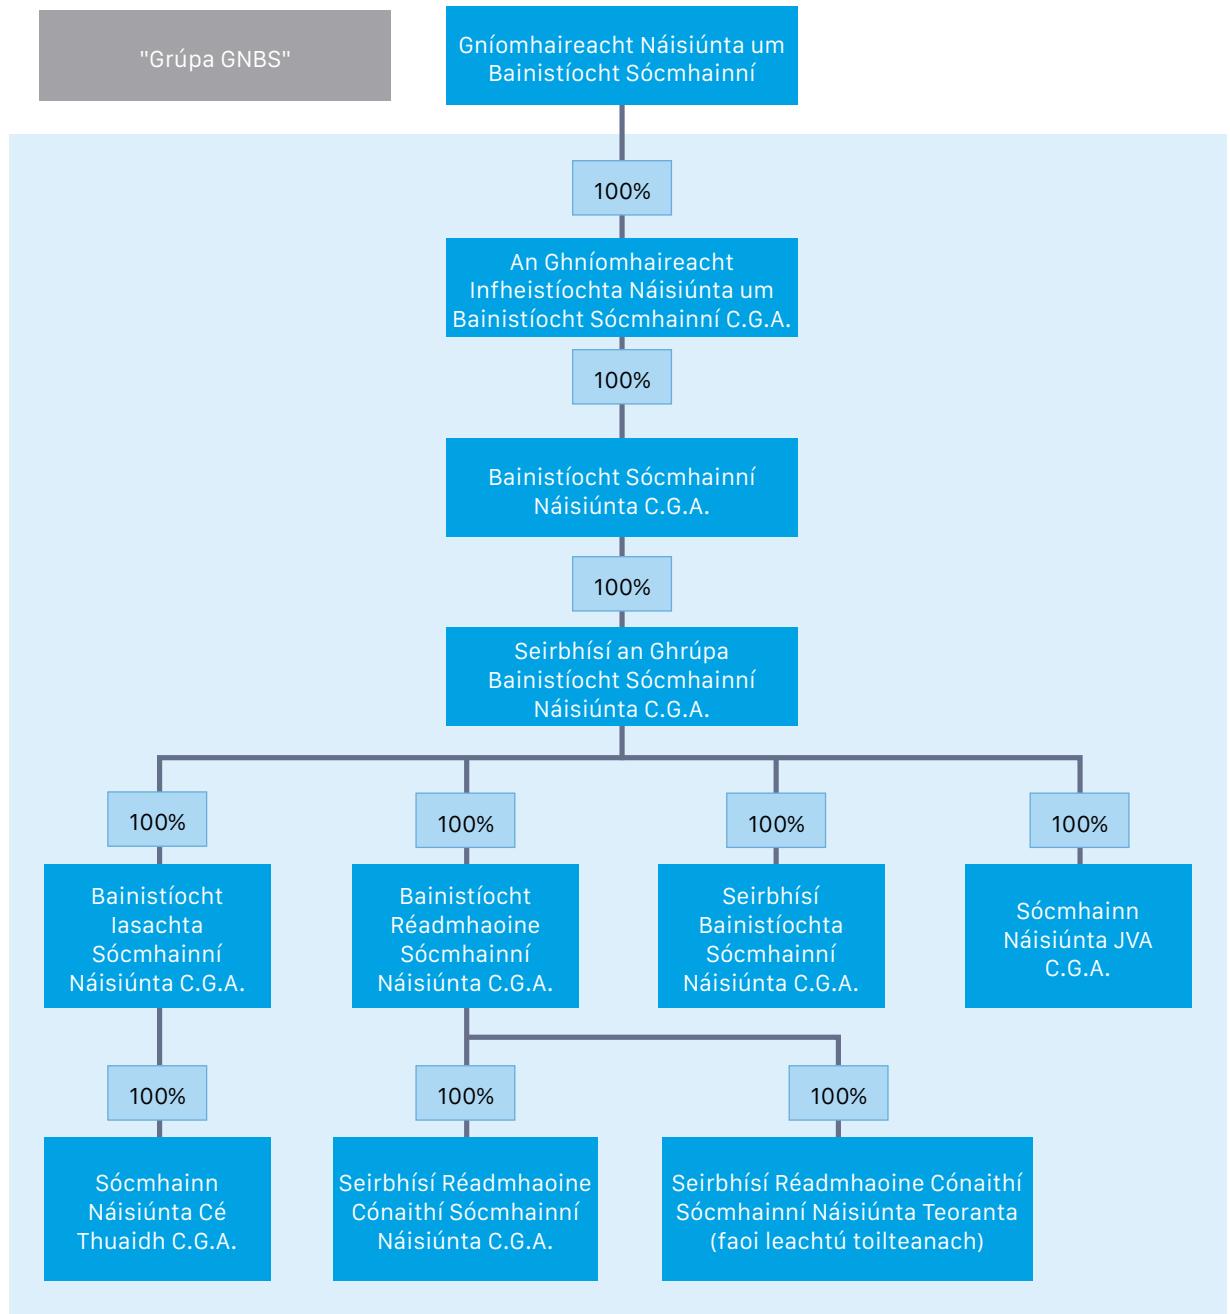 "Grúpa GNBS"
Gníomhaireacht Náisiúnta um
Bainistíocht Sócmhainní
100%
An Ghníomhaireacht
Infheistíochta Náisiúnta um
Bainistíocht Sócmhainní C.G.A.
100%
Bainistíocht Sócmhainní
Náisiúnta C.G.A.
100%
Seirbhísí an Ghrúpa
Bainistíocht Sócmhainní
Náisiúnta C.G.A.
100%
100%
100%
100%
Bainistíocht
Iasachta
Sócmhainní
Náisiúnta C.G.A.
Bainistíocht
Réadmhaoine
Sócmhainní
Náisiúnta C.G.A.
Seirbhísí
Bainistíochta
Sócmhainní
Náisiúnta C.G.A.
Sócmhainn
Náisiúnta JVA
C.G.A.
100%
100%
100%
Sócmhainn
Náisiúnta Cé
Thuaidh C.G.A.
Seirbhísí Réadmhaoine
Cónaithí Sócmhainní
Náisiúnta C.G.A.
Seirbhísí Réadmhaoine Cónaithí
Sócmhainní Náisiúnta Teoranta
(faoi leachtú toilteanach)